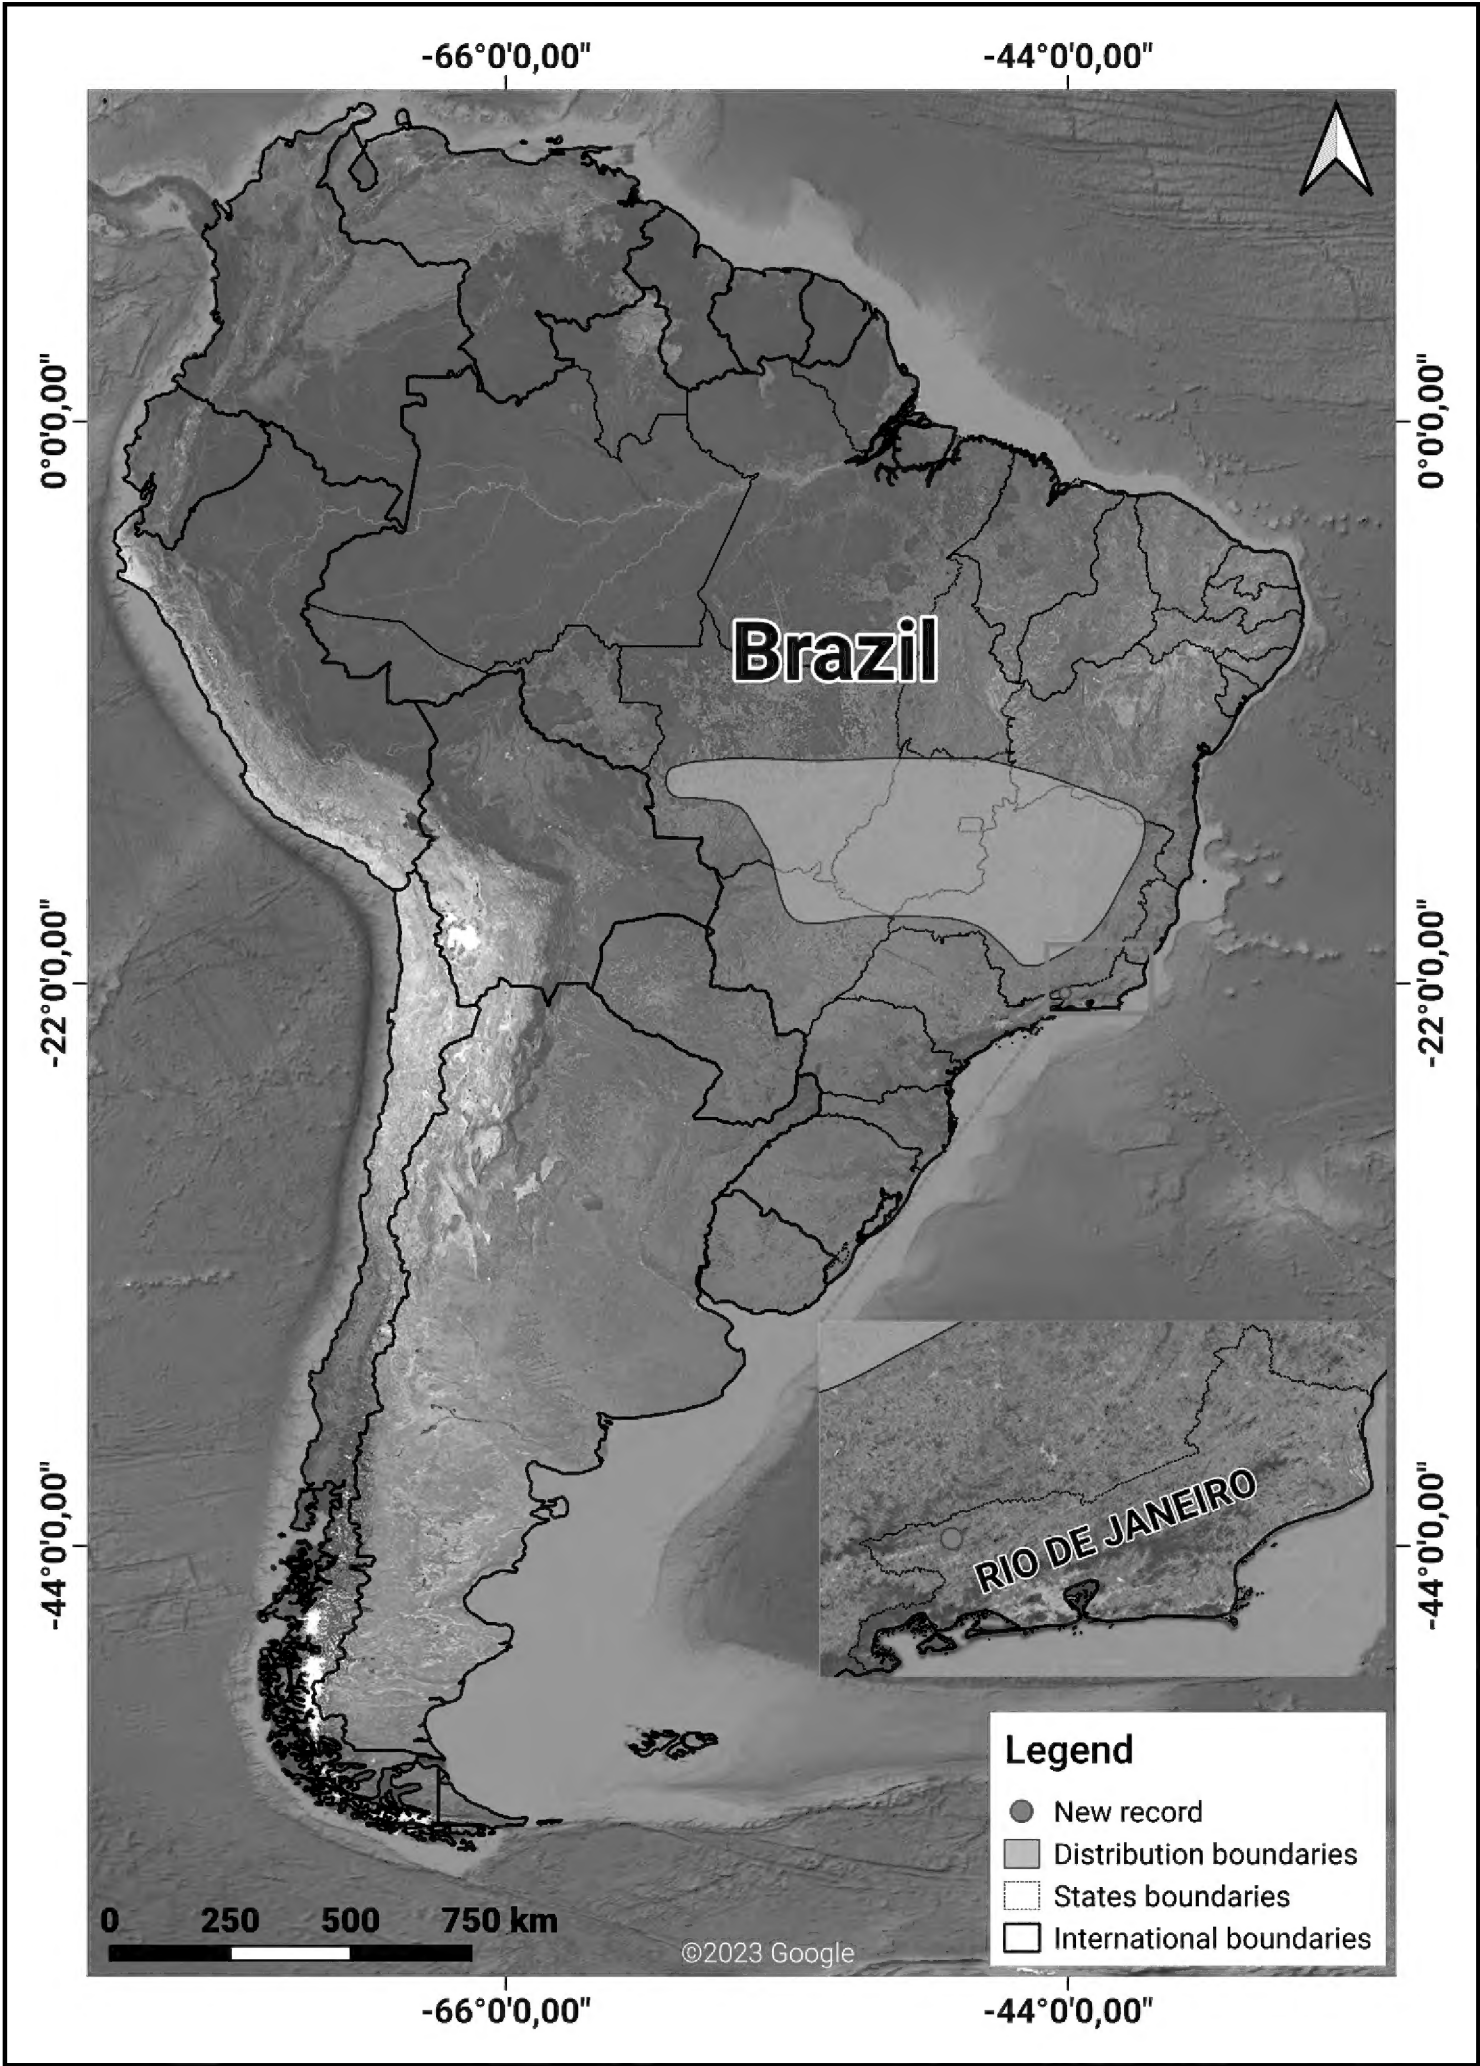 -66°0'0,00"
-44°0'0,00"
0°0'0,00"
0°0'0,00"
Brazil
-22°0'0,00"
-22°0'0,00"
RIO DE JANEIRO
-44°0'0,00"
-44°0'0,00"
Legend
New record
Distribution boundaries
States boundaries
International boundaries
0 250 500 750 km
©2023 Google
-66°0'0,00"
-44°0'0,00"